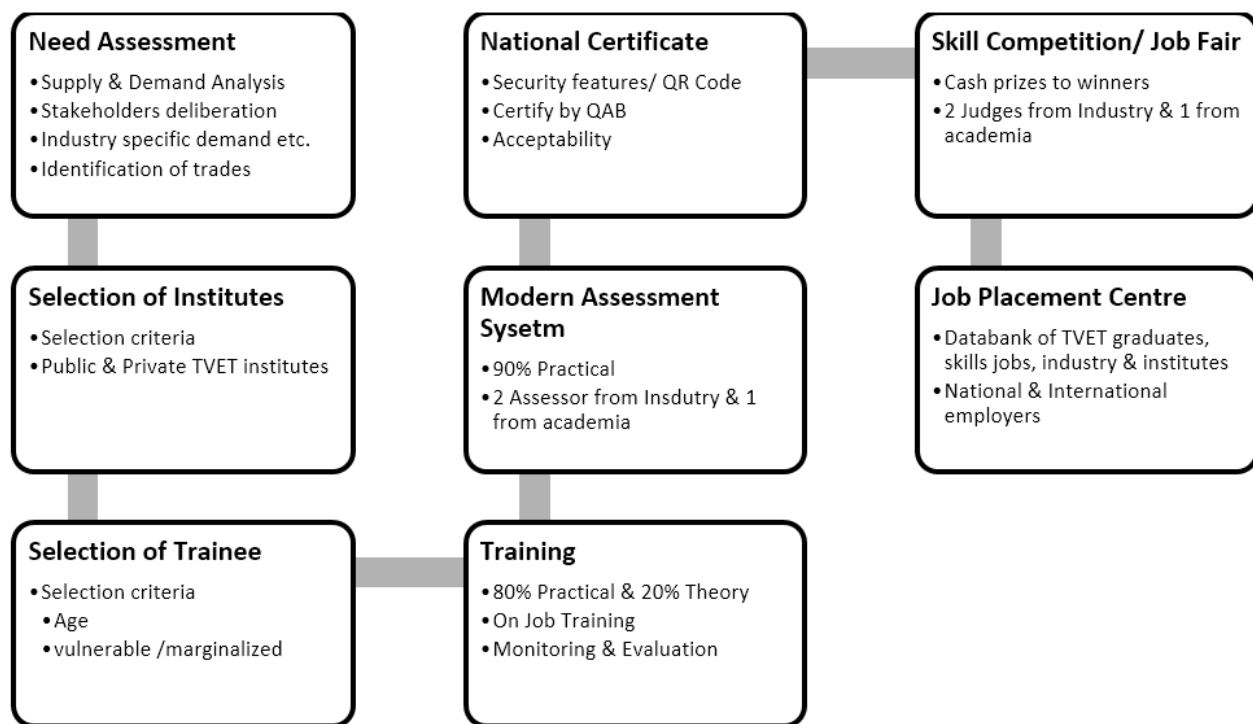 Need Assessment
•Supply & Demand Analysis
•Stakeholders deliberation
•Industry specific demand etc.
•Identification of trades
Selection of Institutes
•Selection criteria
•Public & Private TVET institutes
Selection of Trainee
•Selection criteria
•Age
•vulnerable /marginalized
Training
•80% Practical & 20% Theory
•On Job Training
•Monitoring & Evaluation
Modern Assessment
Sysetm
•90% Practical
•2 Assessor from Insdutry & 1
from academia
National Certificate
•Security features/ QR Code
•Certify by QAB
•Acceptability
Skill Competition/ Job Fair
•Cash prizes to winners
•2 Judges from Industry & 1 from
academia
Job Placement Centre
•Databank of TVET graduates,
skills jobs, industry & institutes
•National & International
employers